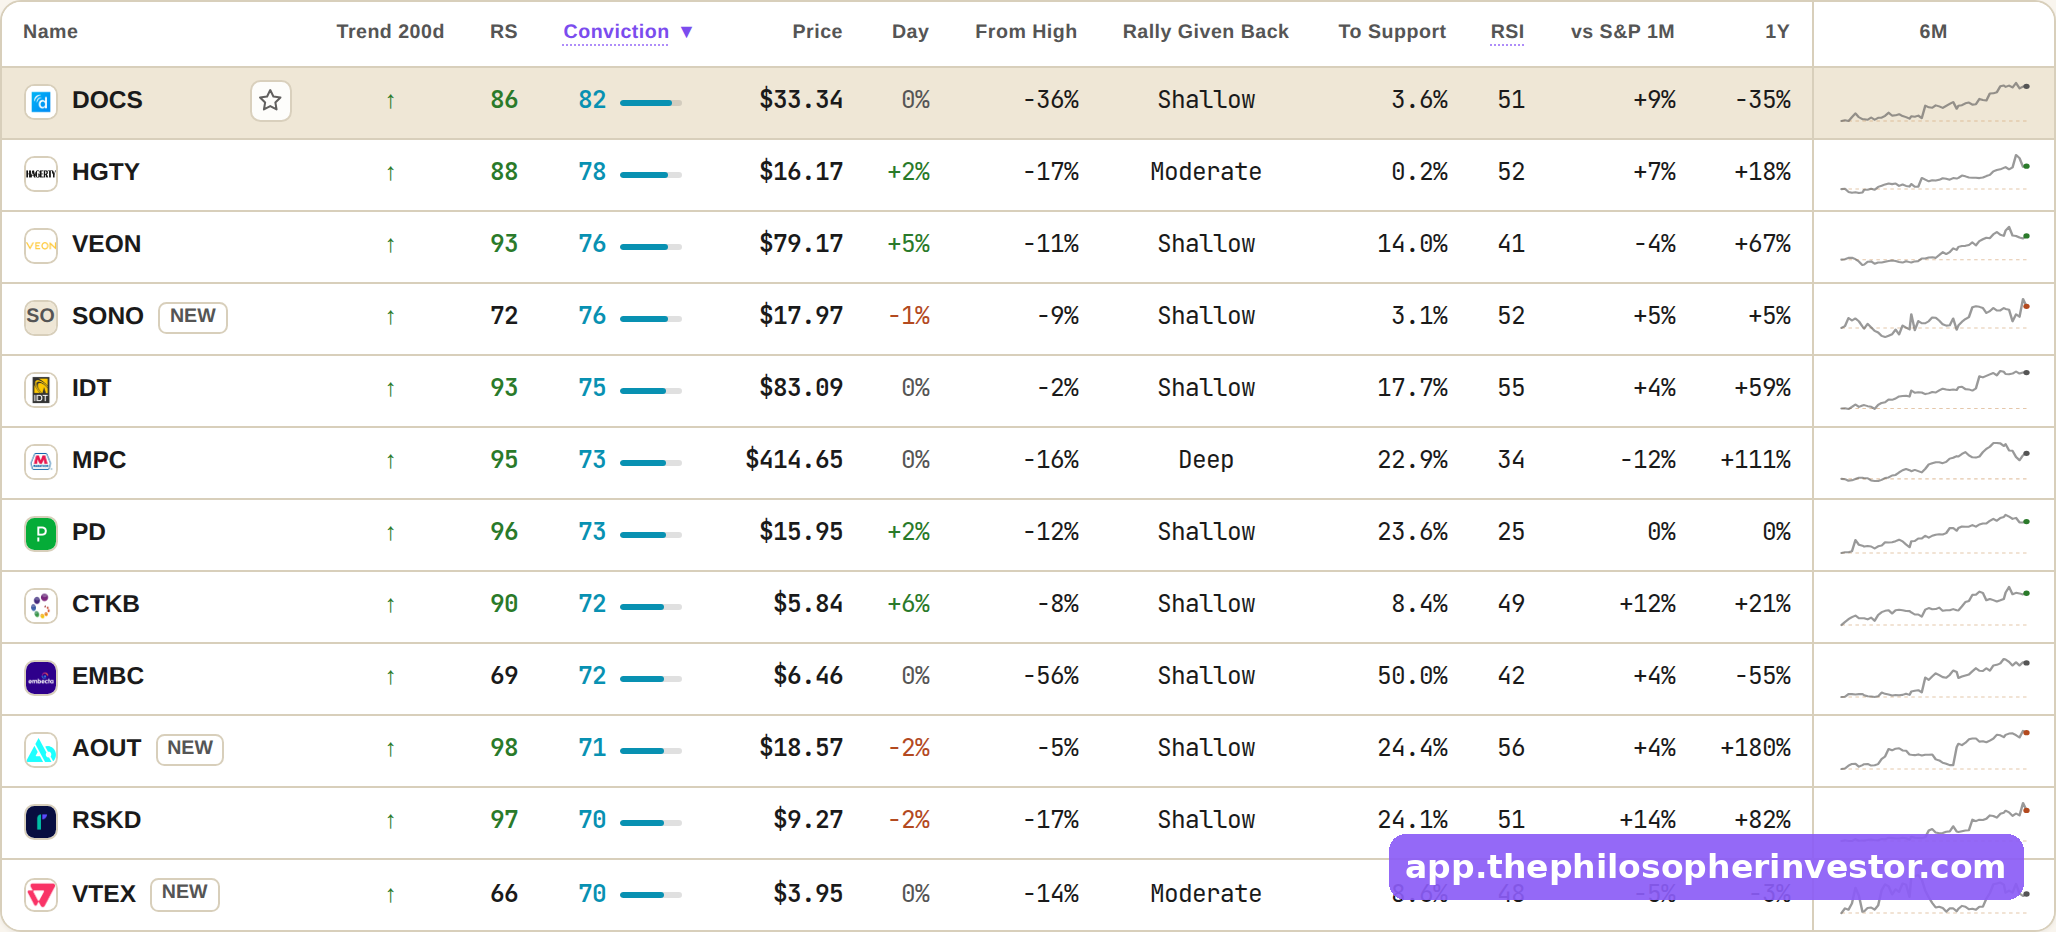 Name Trend 200d RS Conviction ▼ Price Day From High Rally Given Back To Support RSI vs S&P 1M 1Y 6M
DOCS ↑ 86 82 $33.34 0% -36% Shallow 3.6% 51 +9% -35%
HAGERTY HGTY ↑ 88 78 $16.17 +2% -17% Moderate 0.2% 52 +7% +18%
VEON VEON ↑ 93 76 $79.17 +5% -11% Shallow 14.0% 41 -4% +67%
SO SONO NEW ↑ 72 76 $17.97 -1% -9% Shallow 3.1% 52 +5% +5%
IDT IDT ↑ 93 75 $83.09 0% -2% Shallow 17.7% 55 +4% +59%
MPC ↑ 95 73 $414.65 0% -16% Deep 22.9% 34 -12% +111%
P PD ↑ 96 73 $15.95 +2% -12% Shallow 23.6% 25 0% 0%
CTKB ↑ 90 72 $5.84 +6% -8% Shallow 8.4% 49 +12% +21%
embecta EMBC ↑ 69 72 $6.46 0% -56% Shallow 50.0% 42 +4% -55%
AOUT NEW ↑ 98 71 $18.57 -2% -5% Shallow 24.4% 56 +4% +180%
RSKD ↑ 97 70 $9.27 -2% -17% Shallow 24.1% 51 +14% +82%
app.thephilosopherinvestor.com
VTEX NEW ↑ 66 70 $3.95 0% -14% Moderate 8.6% 48 -5% -3%